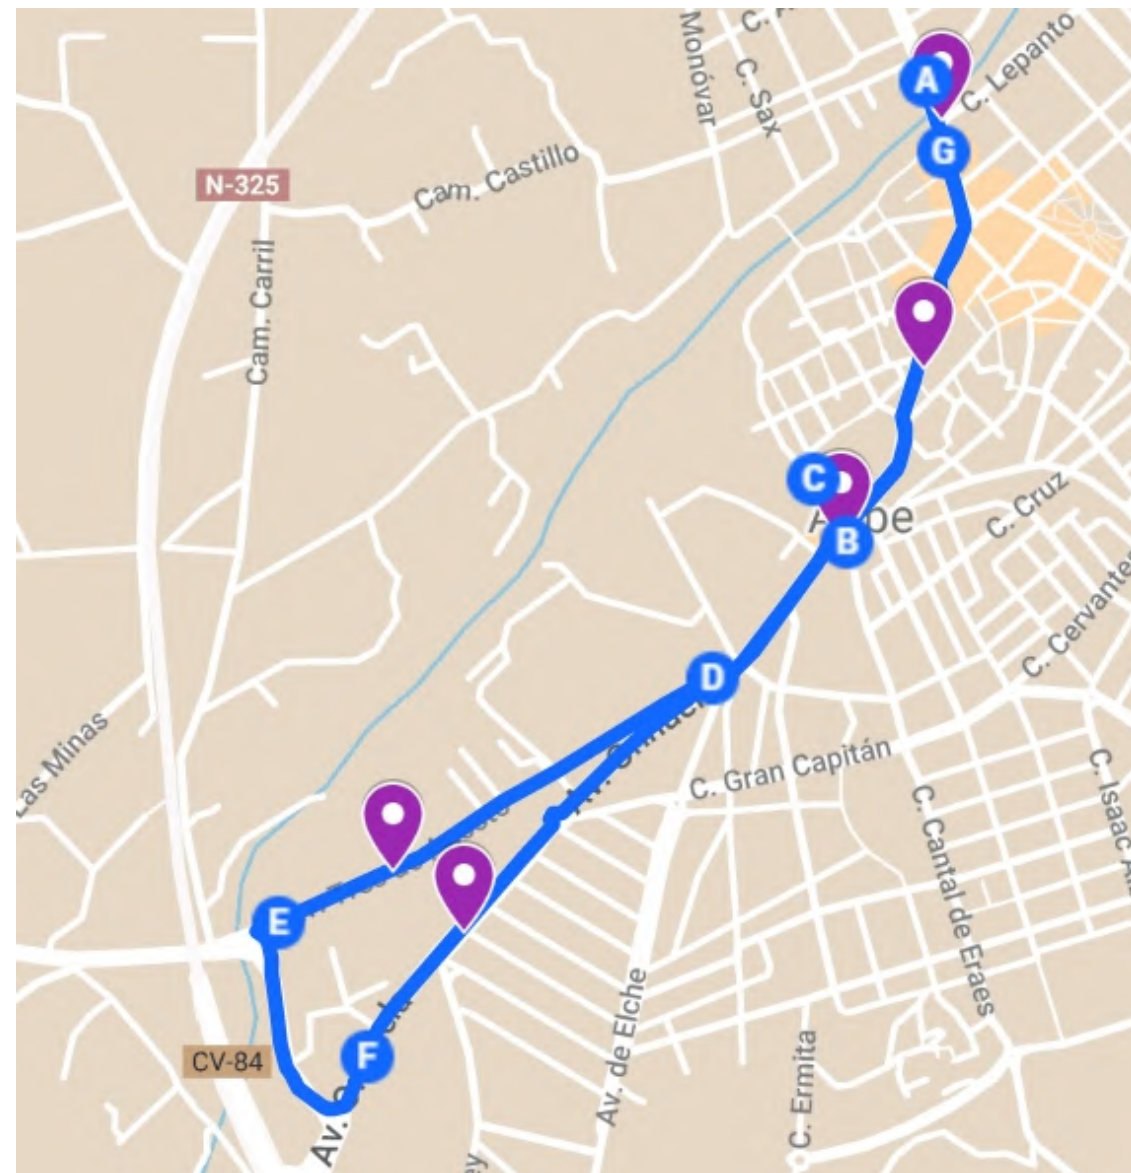 Monóvar
C. Sax
C. Lepanto
A
G
N-325
Cam. Castillo
Cam. Carril
C
B
C. Cruz
C. Cervantes
D
Las Minas
C. Gran Capitán
C. Cantal de Eraes
C. Isaac
E
Av. de Elche
F
CV-84
C. Ermita
Av.